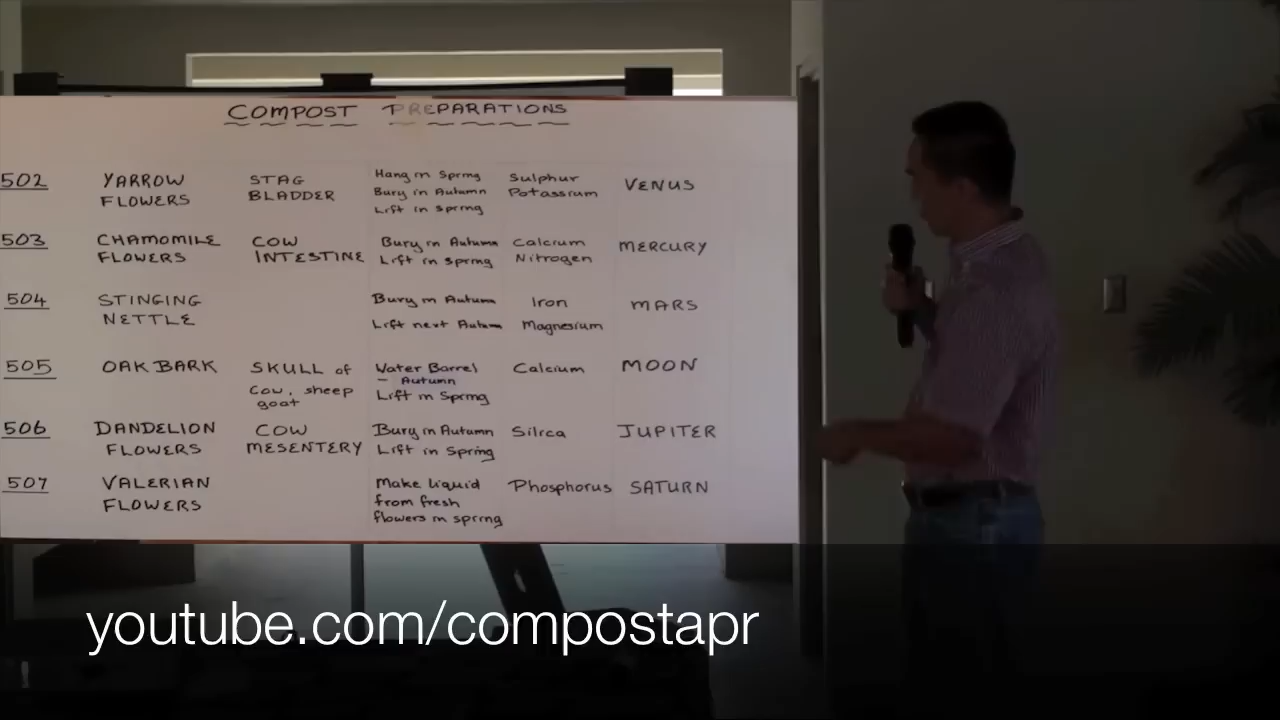 COMPOST PREPARATIONS
502 YARROW FLOWERS STAG BLADDER Hang in Spring Bury in Autumn Lift in spring Sulphur Potassium VENUS
503 CHAMOMILE FLOWERS COW INTESTINE Bury in Autumn Lift in spring Calcium Nitrogen MERCURY
504 STINGING NETTLE Bury in Autumn Lift next Autumn Iron Magnesium MARS
505 OAK BARK SKULL of cow, sheep goat Water Barrel – Autumn Lift in Spring Calcium MOON
506 DANDELION FLOWERS COW MESENTERY Bury in Autumn Lift in Spring Silica JUPITER
507 VALERIAN FLOWERS Make liquid from fresh flowers in spring Phosphorus SATURN
youtube.com/compostapr